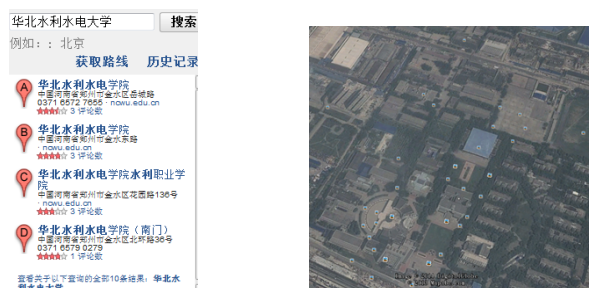 华北水利水电大学
搜索
例如：：北京
获取路线 历史记录
A
华北水利水电学院
中国河南省郑州市金水区岳城路
0371 6572 7655 - ncwu.edu.cn
3 评论数
B
华北水利水电学院
中国河南省郑州市金水东路
- ncwu.edu.cn
3 评论数
C
华北水利水电学院水利职业学
院
中国河南省郑州市金水区花园路136号
- ncwu.edu.cn
3 评论数
D
华北水利水电学院（南门）
中国河南省郑州市金水区北环路36号
0371 6579 0279
1 评论数
查看关于以下查询的全部10条结果：华北水
利水电大学